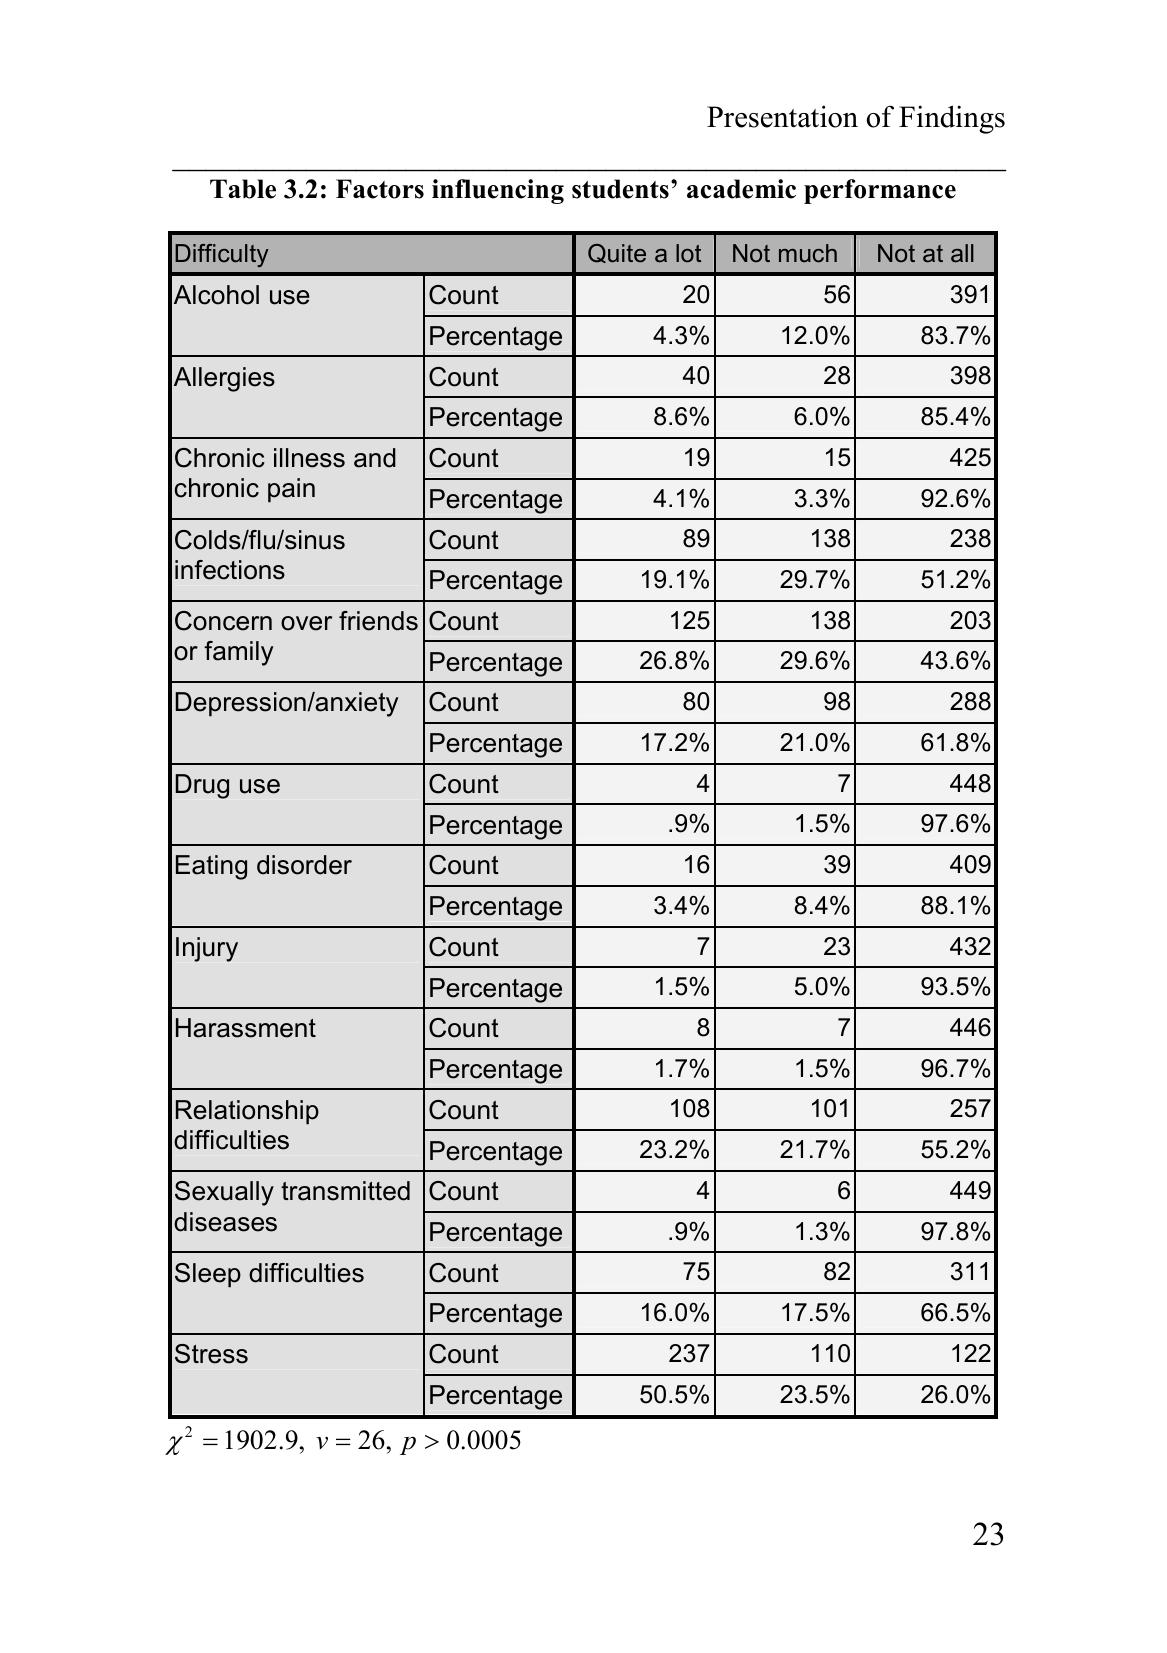 Presentation of Findings
Table 3.2: Factors influencing students’ academic performance
Difficulty Quite a lot Not much Not at all
Alcohol use Count 20 56 391
Percentage 4.3% 12.0% 83.7%
Allergies Count 40 28 398
Percentage 8.6% 6.0% 85.4%
Chronic illness and Count 19 15 425
chronic pain Percentage 4.1% 3.3% 92.6%
Colds/flu/sinus Count 89 138 238
infections Percentage 19.1% 29.7% 51.2%
Concern over friends Count 125 138 203
or family Percentage 26.8% 29.6% 43.6%
Depression/anxiety Count 80 98 288
Percentage 17.2% 21.0% 61.8%
Drug use Count 4 7 448
Percentage .9% 1.5% 97.6%
Eating disorder Count 16 39 409
Percentage 3.4% 8.4% 88.1%
Injury Count 7 23 432
Percentage 1.5% 5.0% 93.5%
Harassment Count 8 7 446
Percentage 1.7% 1.5% 96.7%
Relationship Count 108 101 257
difficulties Percentage 23.2% 21.7% 55.2%
Sexually transmitted Count 4 6 449
diseases Percentage .9% 1.3% 97.8%
Sleep difficulties Count 75 82 311
Percentage 16.0% 17.5% 66.5%
Stress Count 237 110 122
Percentage 50.5% 23.5% 26.0%
χ² = 1902.9, v = 26, p > 0.0005
23